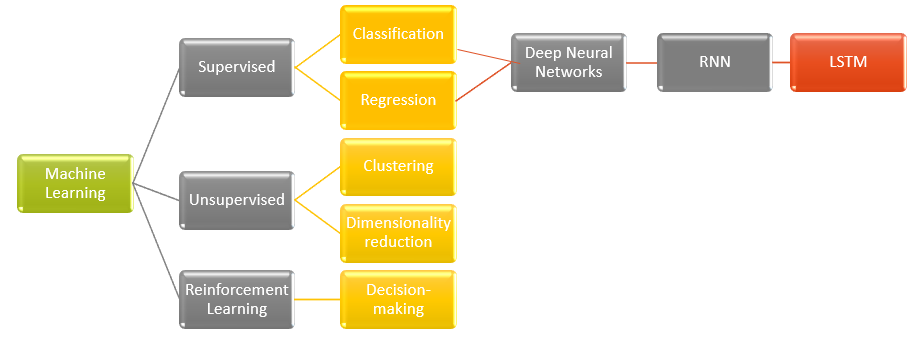 Machine
Learning
Supervised
Unsupervised
Reinforcement
Learning
Classification
Regression
Clustering
Dimensionality
reduction
Decision-
making
Deep Neural
Networks
RNN
LSTM